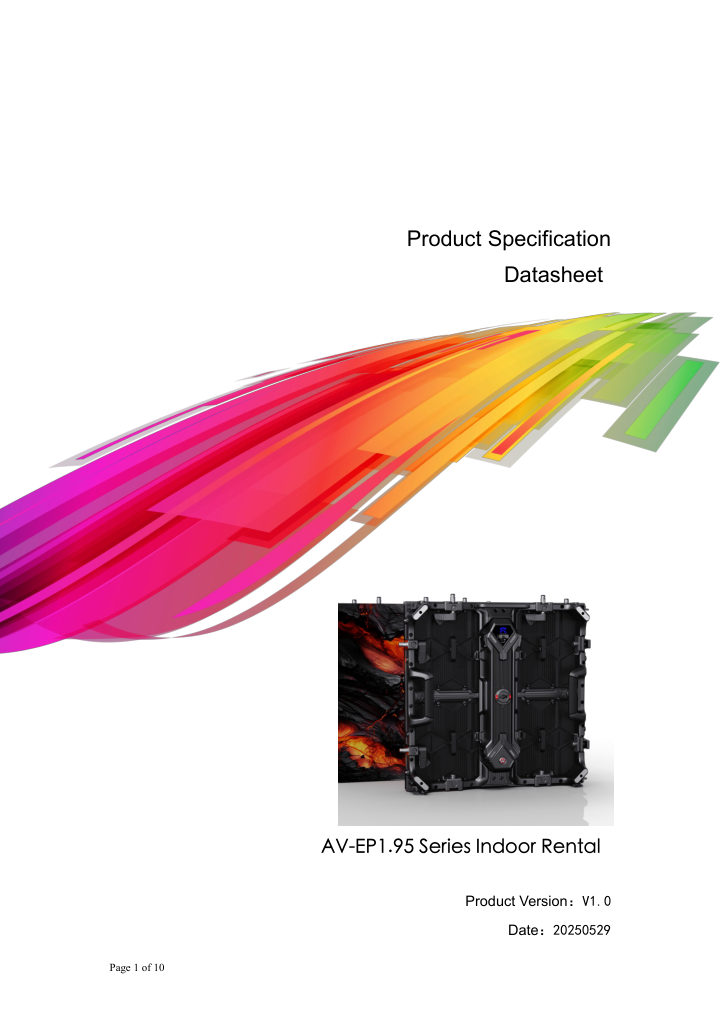 Product Specification
Datasheet
AV-EP1.95 Series Indoor Rental
Product Version：V1.0
Date：20250529
Page 1 of 10